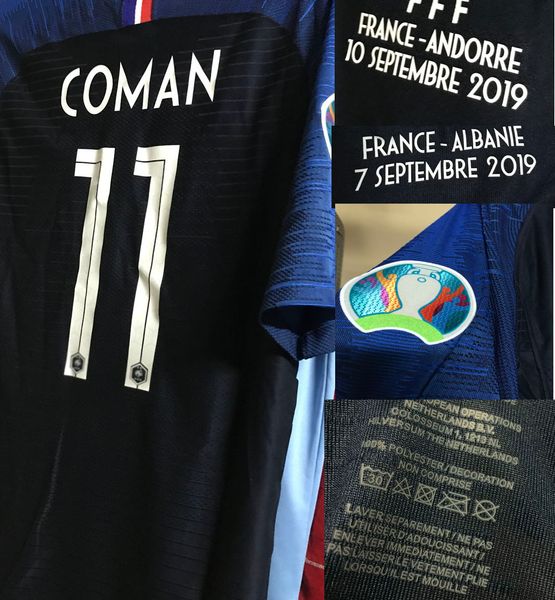 COMAN
11
FFF
FRANCE-ANDORRE
10 SEPTEMBRE 2019
FRANCE - ALBANIE
7 SEPTEMBRE 2019
OPERATIONS
NETHERLANDS B.V.
COLOSSEUM 1, 1213 NL
HILVERSUM THE NETHERLANDS
100% POLYESTER / DECORATION
NON COMPRISE
30
LAVER SEPAREMENT / NE PAS
UTILISER D'ADOUCISSANT /
ENLEVER IMMEDIATEMENT / NE
PAS LAISSER LE VETEMENT PLIE
LORSQU'IL EST MOUILLE